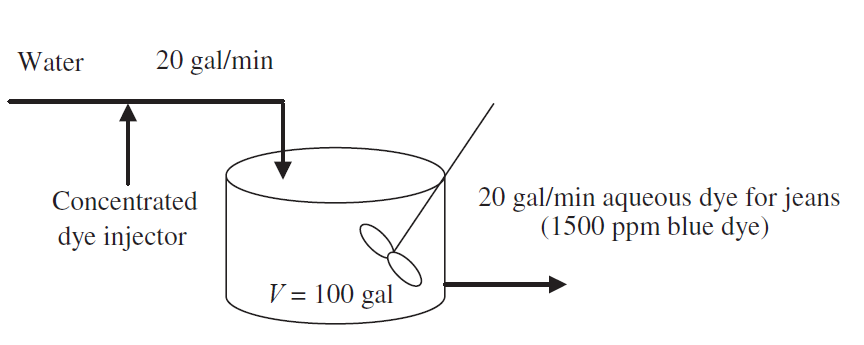 Water 20 gal/min
Concentrated
dye injector
20 gal/min aqueous dye for jeans
(1500 ppm blue dye)
V = 100 gal